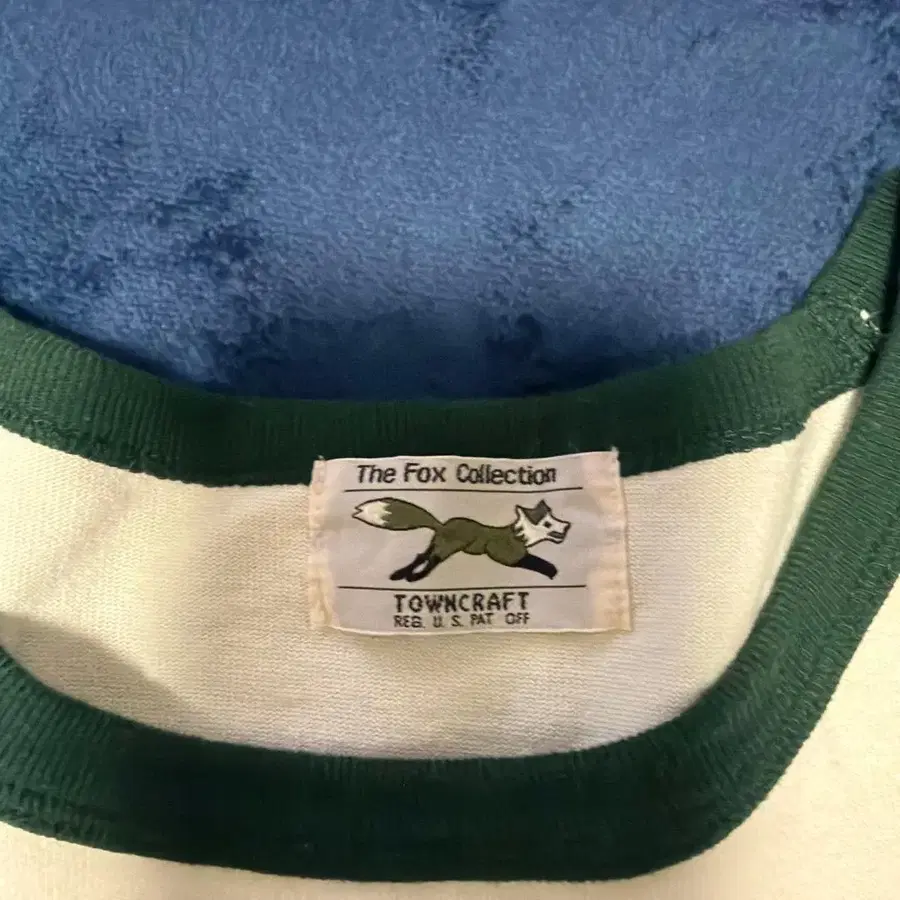 The Fox Collection
TOWNCRAFT
REG. U. S. PAT OFF